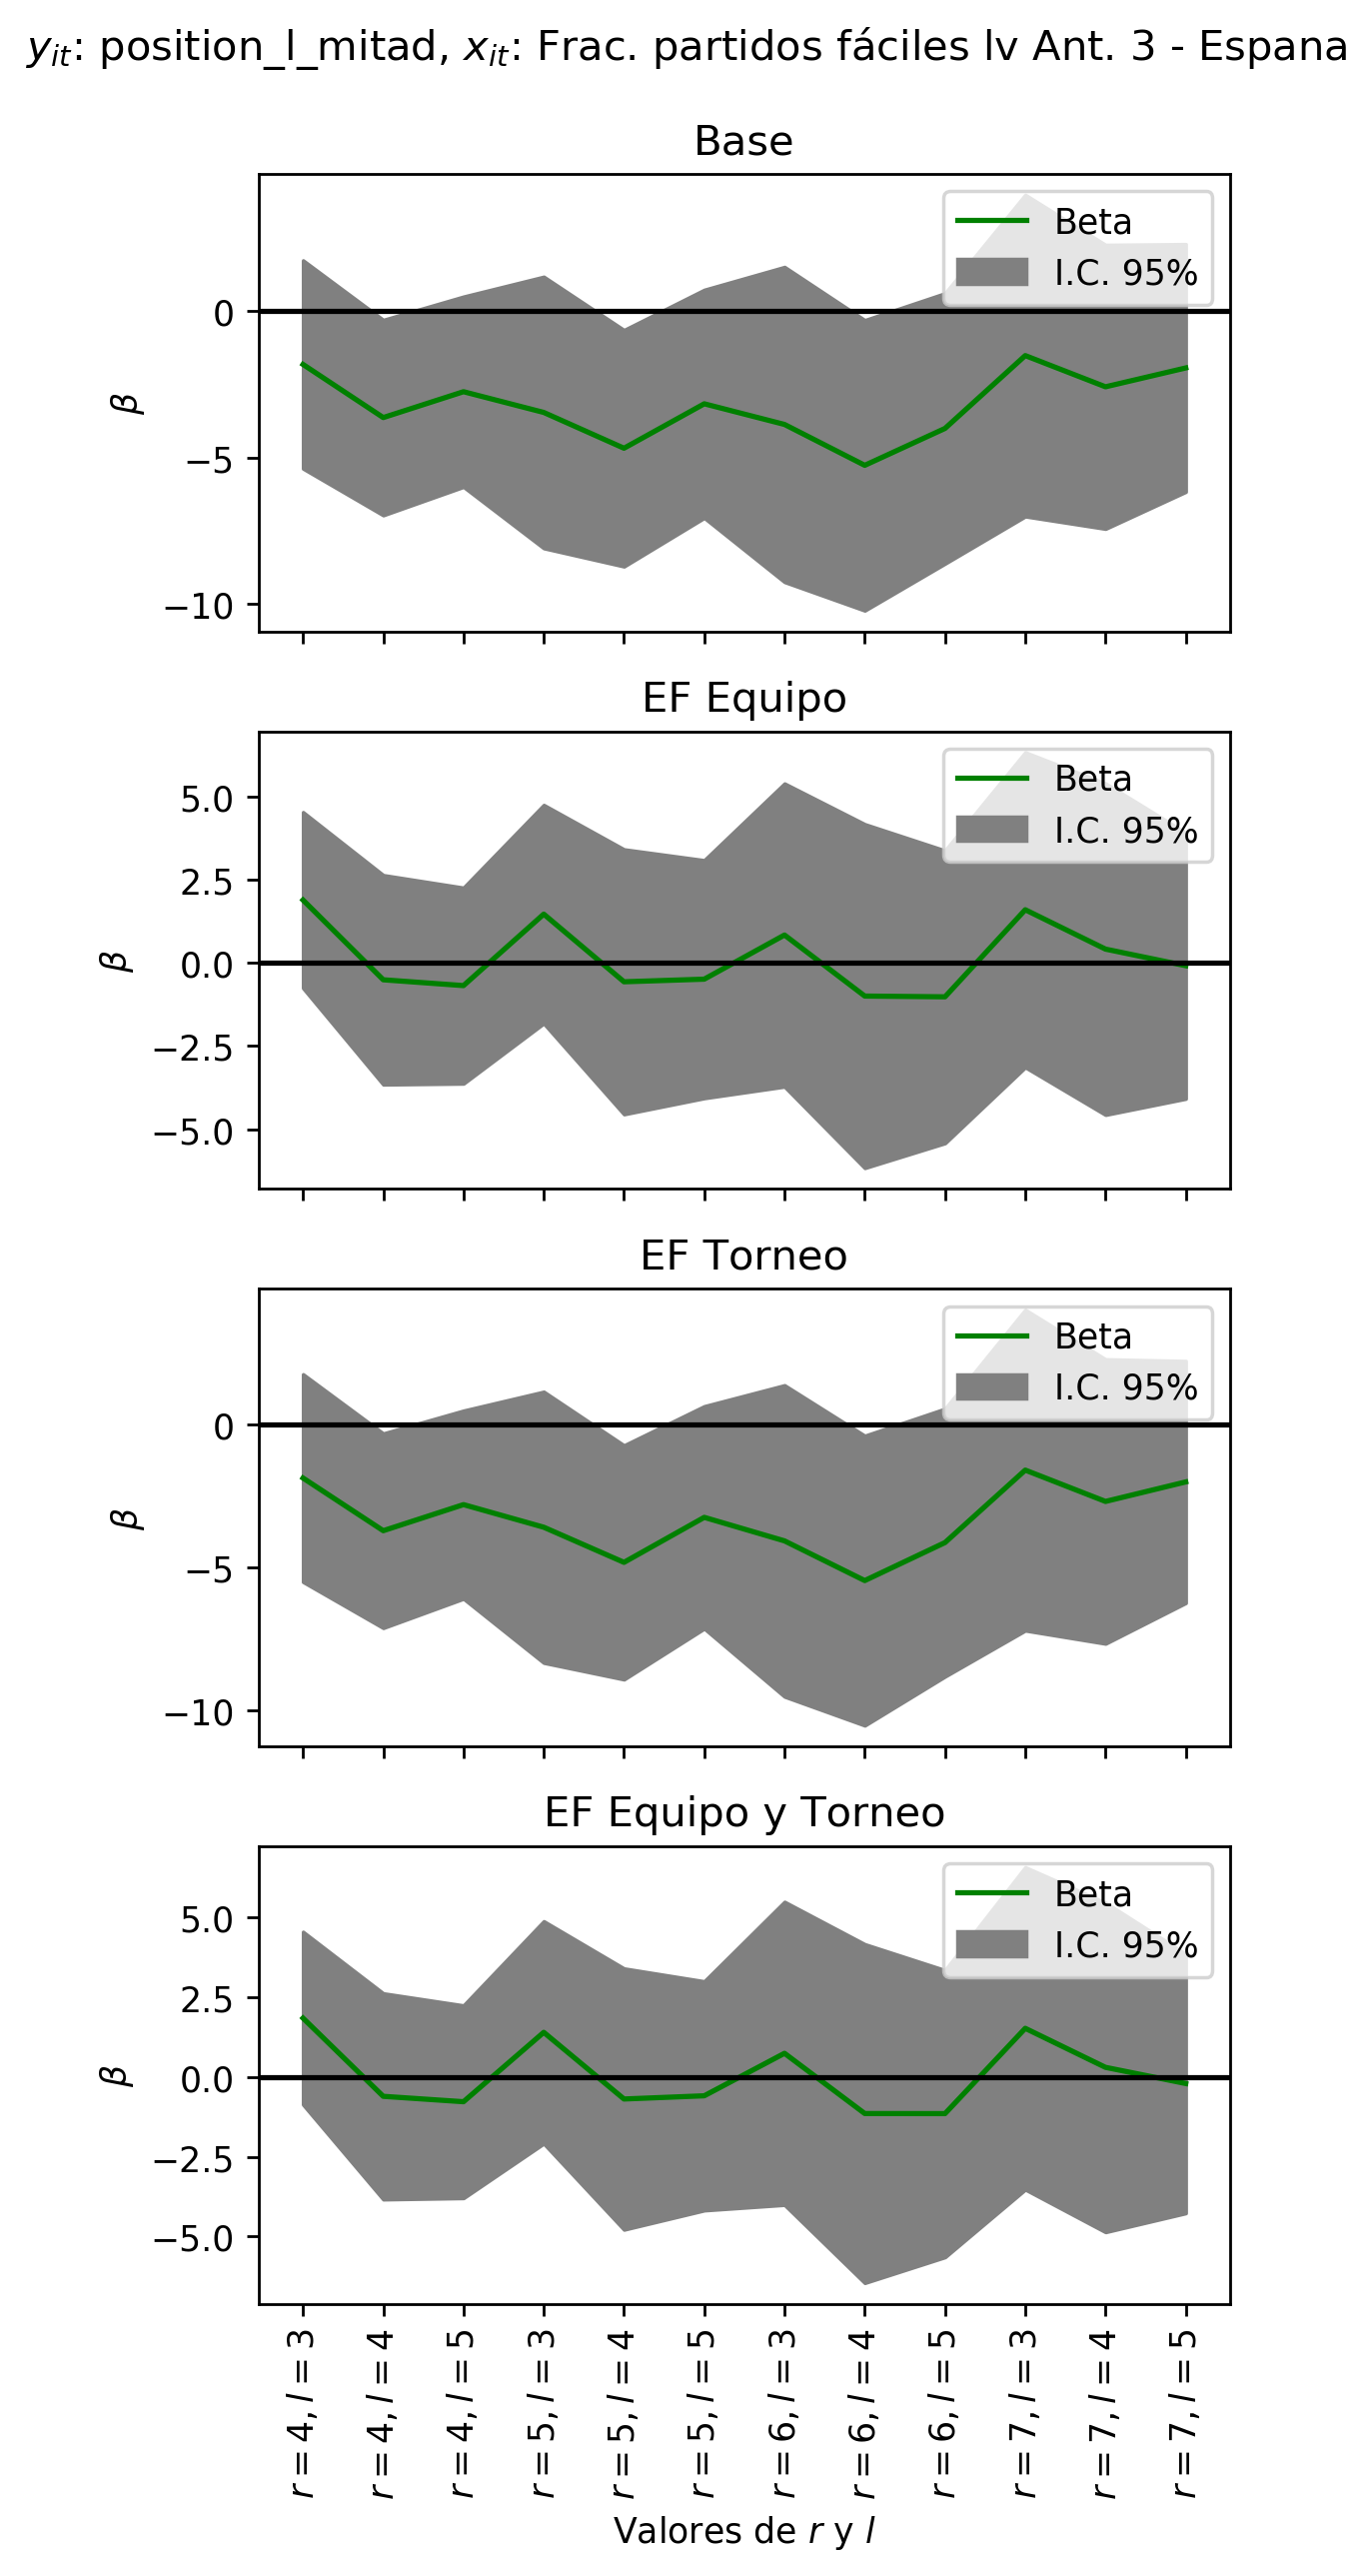 y_{it}: position_l_mitad, x_{it}: Frac. partidos fáciles lv Ant. 3 - Espana
Base
Beta
I.C. 95%
0
−5
−10
β
EF Equipo
Beta
I.C. 95%
5.0
2.5
0.0
−2.5
−5.0
β
EF Torneo
Beta
I.C. 95%
0
−5
−10
β
EF Equipo y Torneo
Beta
I.C. 95%
5.0
2.5
0.0
−2.5
−5.0
β
r = 4, l = 3
r = 4, l = 4
r = 4, l = 5
r = 5, l = 3
r = 5, l = 4
r = 5, l = 5
r = 6, l = 3
r = 6, l = 4
r = 6, l = 5
r = 7, l = 3
r = 7, l = 4
r = 7, l = 5
Valores de r y l